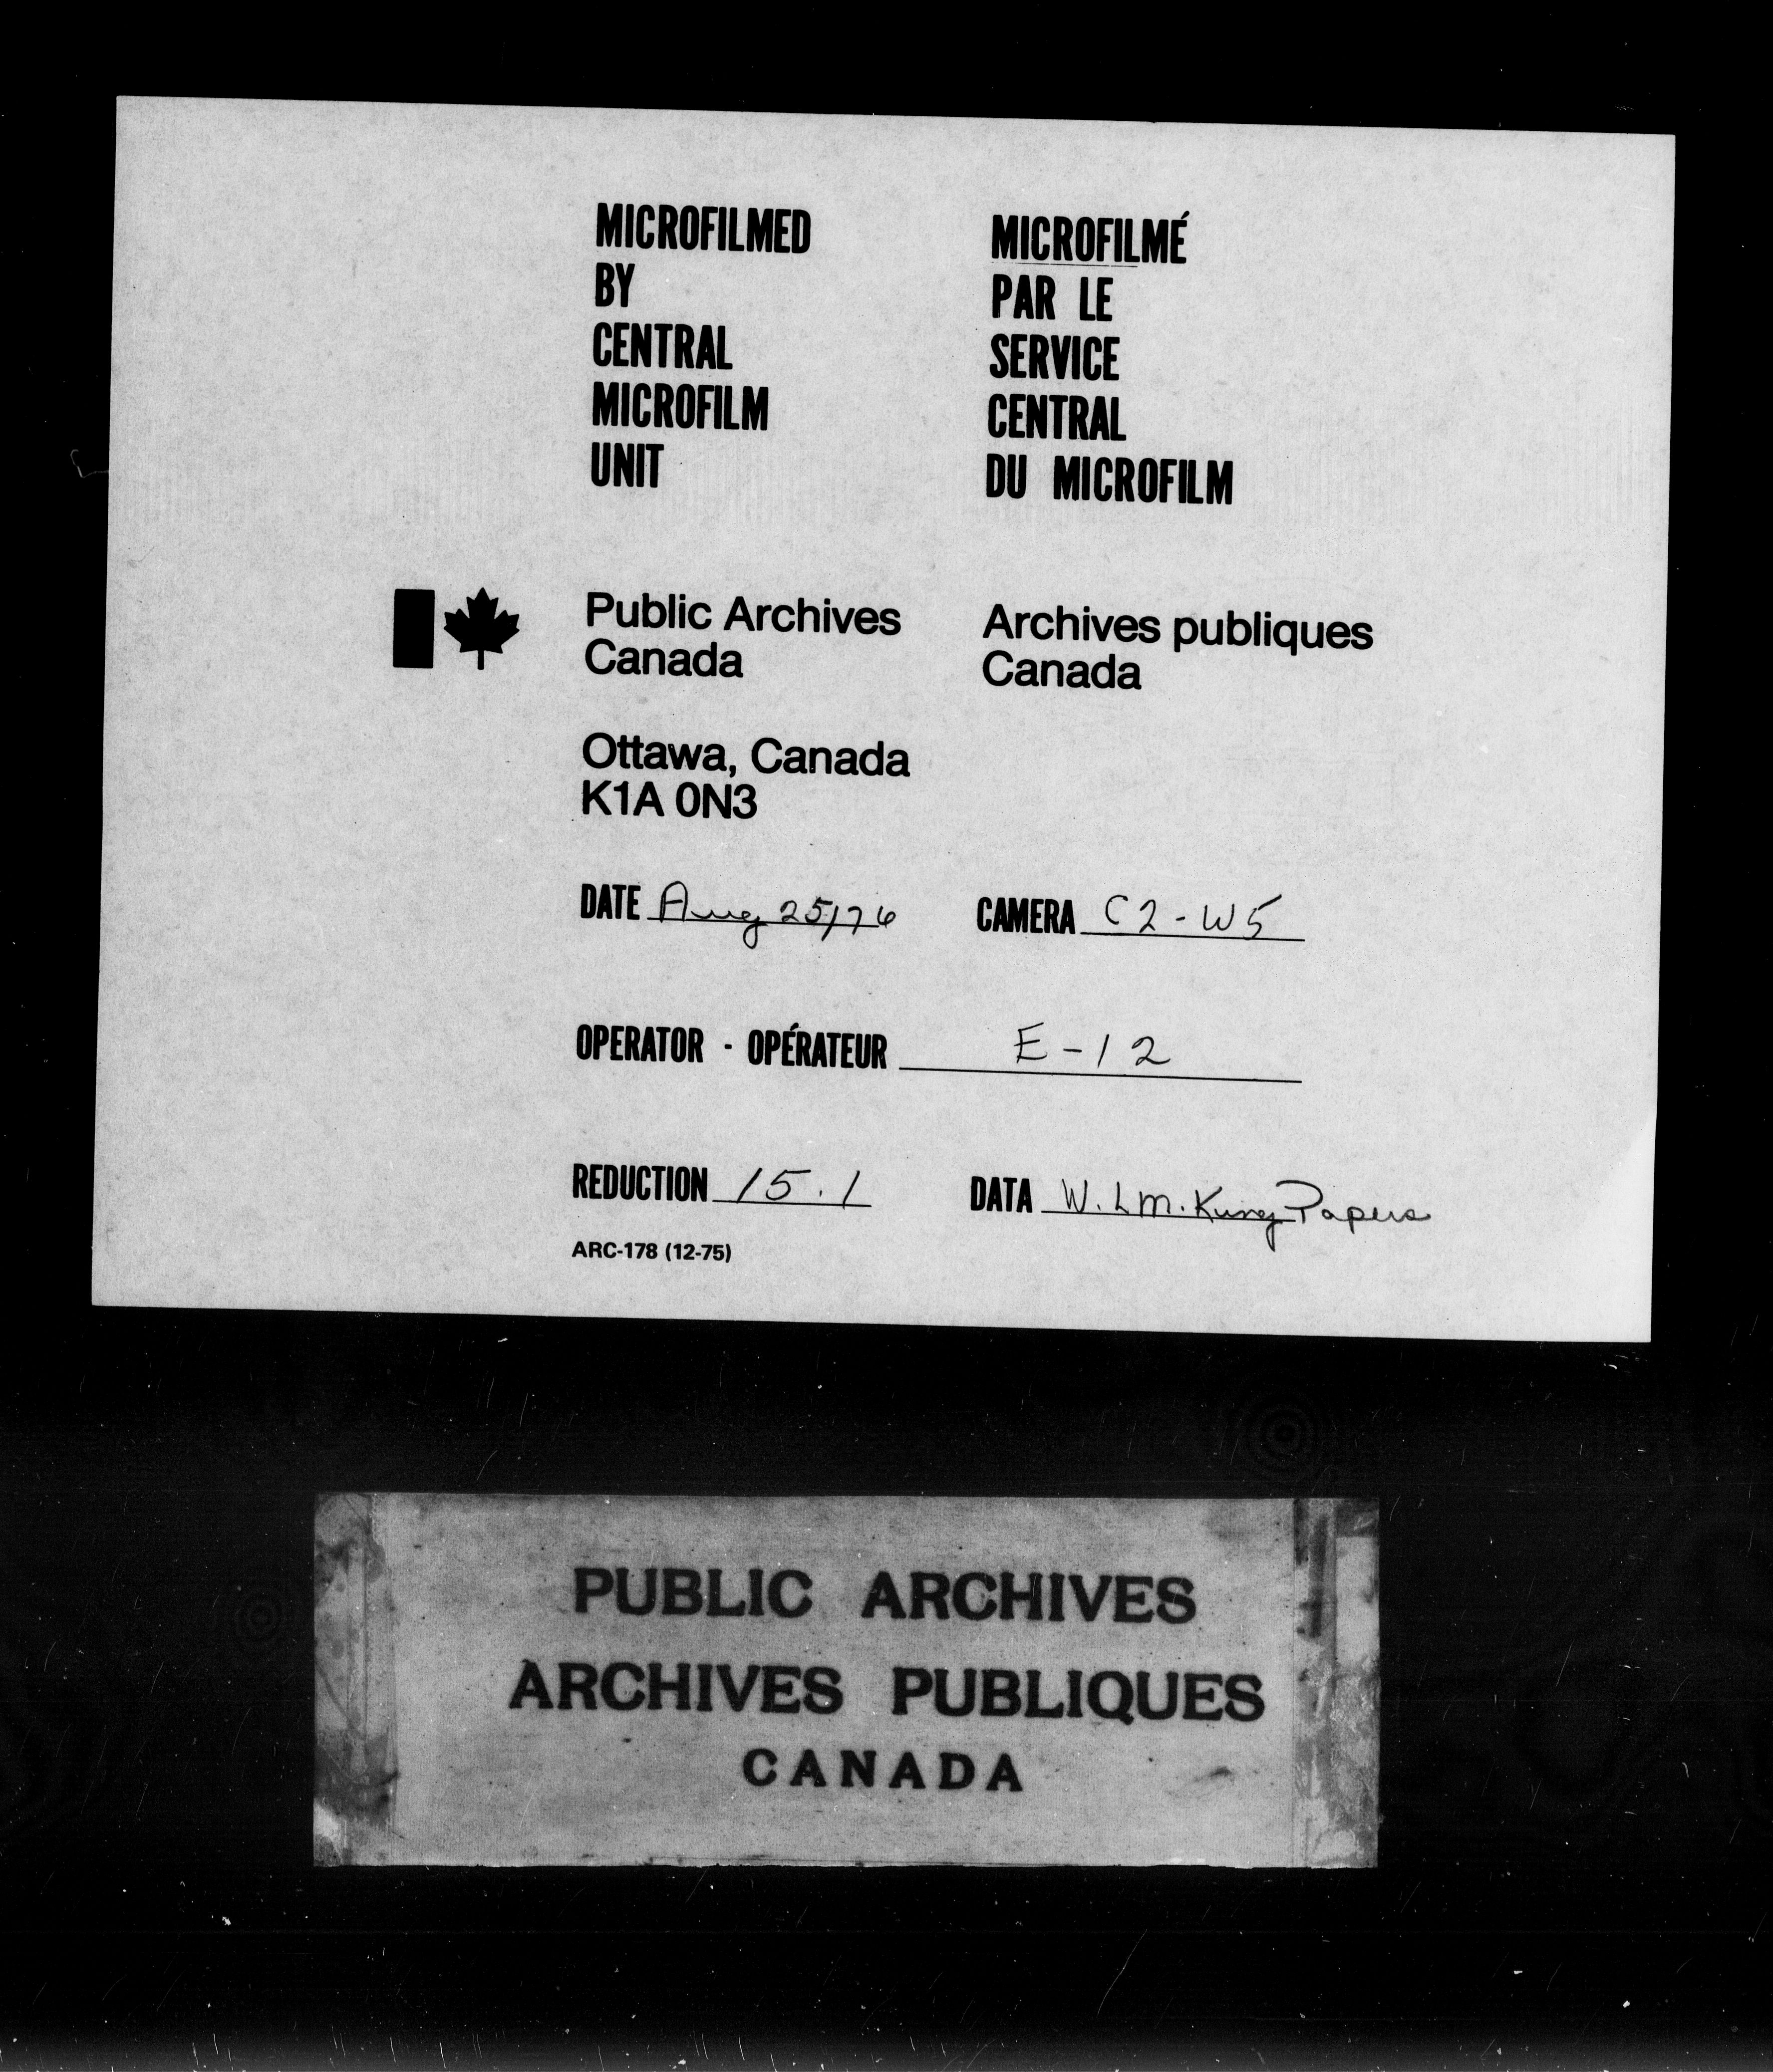 MICROFILMED
BY
CENTRAL
MICROFILM
UNIT
MICROFILMÉ
PAR LE
SERVICE
CENTRAL
DU MICROFILM
Public Archives
Canada
Archives publiques
Canada
Ottawa, Canada
K1A 0N3
DATE Aug 25/76
CAMERA C2-W5
OPERATOR - OPÉRATEUR E-12
REDUCTION 15.1
DATA W.L.M. King Papers
ARC-178 (12-75)
PUBLIC ARCHIVES
ARCHIVES PUBLIQUES
CANADA